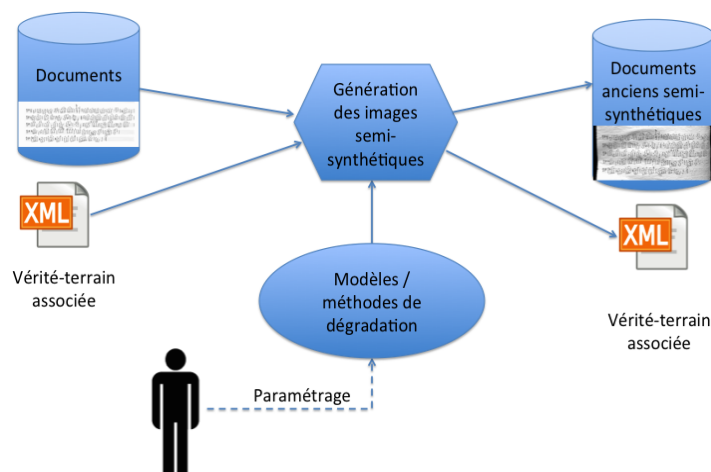 Documents
XML
Vérité-terrain
associée
Génération
des images
semi-
synthétiques
Modèles /
méthodes de
dégradation
Paramétrage
Documents
anciens semi-
synthétiques
XML
Vérité-terrain
associée